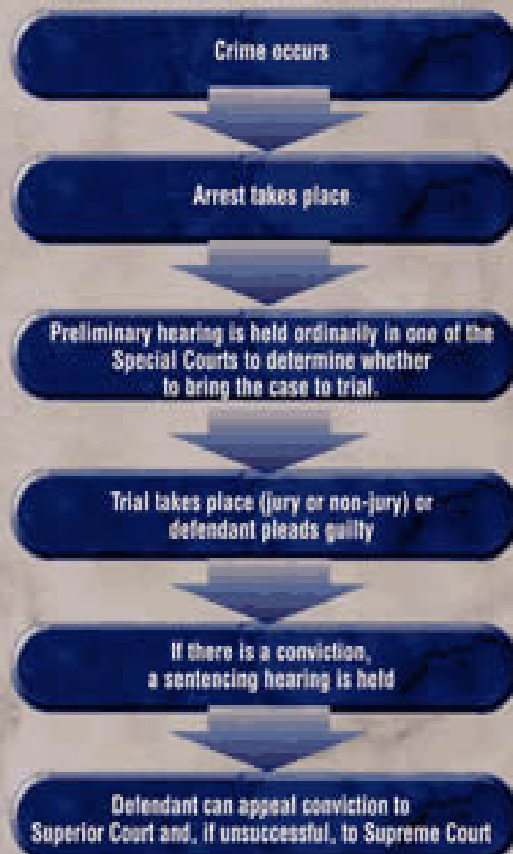 Crime occurs
Arrest takes place
Preliminary hearing is held ordinarily in one of the
Special Courts to determine whether
to bring the case to trial.
Trial takes place (jury or non-jury) or
defendant pleads guilty
If there is a conviction,
a sentencing hearing is held
Defendant can appeal conviction to
Superior Court and, if unsuccessful, to Supreme Court